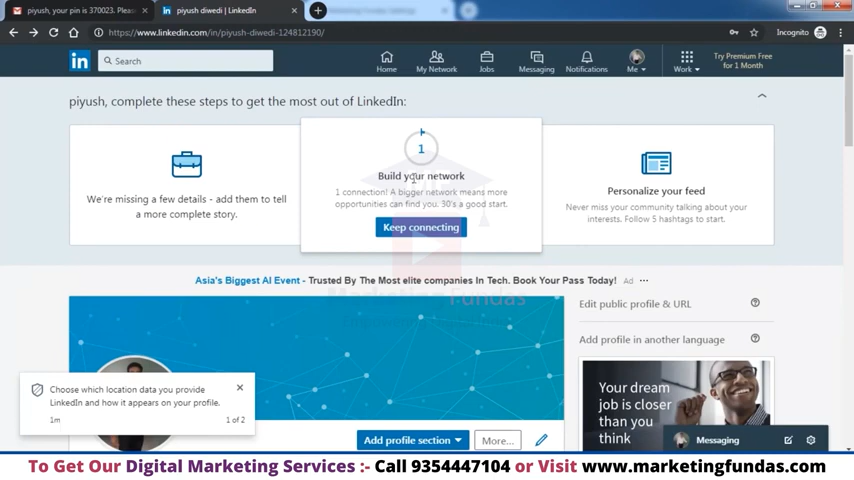 piyush, your pin is 370023. Pleas
piyush diwedi | LinkedIn
https://www.linkedin.com/in/piyush-diwedi-124812190/
Incognito
in
Search
Home
My Network
Jobs
Messaging
Notifications
Me
Work
Try Premium Free
for 1 Month
piyush, complete these steps to get the most out of LinkedIn:
We're missing a few details - add them to tell
a more complete story.
1
Build your network
1 connection! A bigger network means more
opportunities can find you. 30's a good start.
Keep connecting
Personalize your feed
Never miss your community talking about your
interests. Follow 5 hashtags to start.
Asia's Biggest AI Event - Trusted By The Most elite companies In Tech. Book Your Pass Today! Ad ...
Marketing Fundas
Edit public profile & URL
Add profile in another language
Your dream
job is closer
than you
think
Choose which location data you provide
LinkedIn and how it appears on your profile.
1m
1 of 2
Add profile section
More...
Messaging
To Get Our Digital Marketing Services :- Call 9354447104 or Visit www.marketingfundas.com